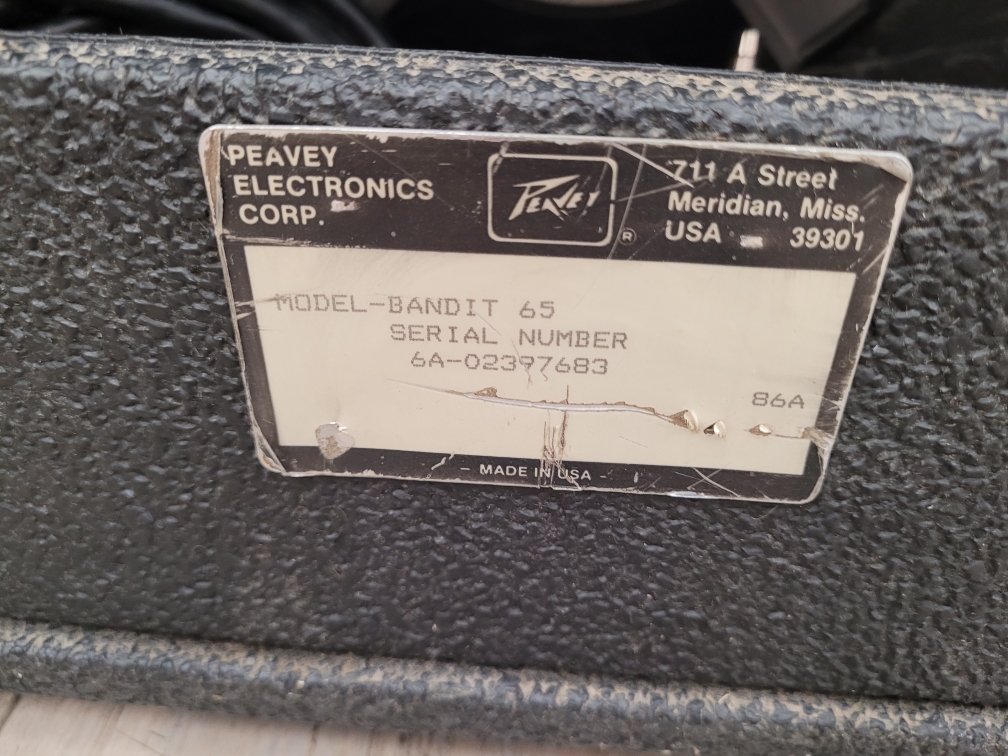 PEAVEY
ELECTRONICS
CORP.
PEAVEY
®
711 A Street
Meridian, Miss.
USA – 39301
MODEL-BANDIT 65
SERIAL NUMBER
6A-02397683
86A
– MADE IN USA –